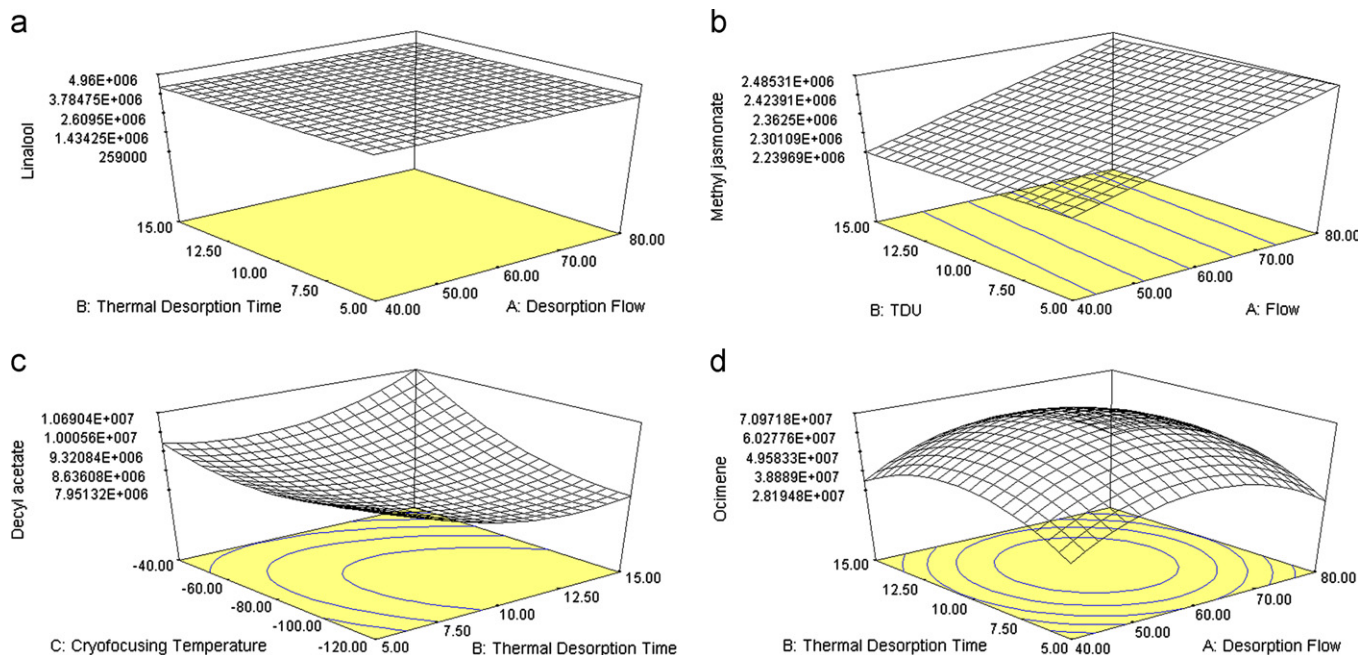 a
4.96E+006
3.78475E+006
2.6095E+006
1.43425E+006
259000
Linalool
15.00
12.50
10.00
7.50
5.00
40.00
50.00
60.00
70.00
80.00
B: Thermal Desorption Time
A: Desorption Flow
b
2.48531E+006
2.42391E+006
2.3625E+006
2.30109E+006
2.23969E+006
Methyl jasmonate
15.00
12.50
10.00
7.50
5.00
40.00
50.00
60.00
70.00
80.00
B: TDU
A: Flow
c
1.06904E+007
1.00056E+007
9.32084E+006
8.63608E+006
7.95132E+006
Decyl acetate
-40.00
-60.00
-80.00
-100.00
-120.00
5.00
7.50
10.00
12.50
15.00
C: Cryofocusing Temperature
B: Thermal Desorption Time
d
7.09718E+007
6.02776E+007
4.95833E+007
3.8889E+007
2.81948E+007
Ocimene
15.00
12.50
10.00
7.50
5.00
40.00
50.00
60.00
70.00
80.00
B: Thermal Desorption Time
A: Desorption Flow